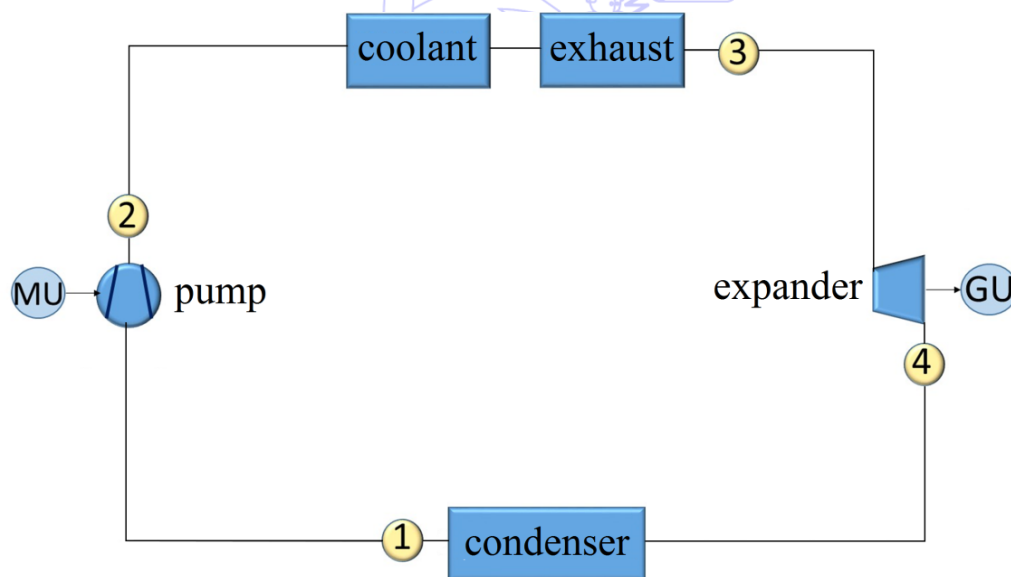 coolant
exhaust
3
2
MU
pump
expander
GU
4
1
condenser